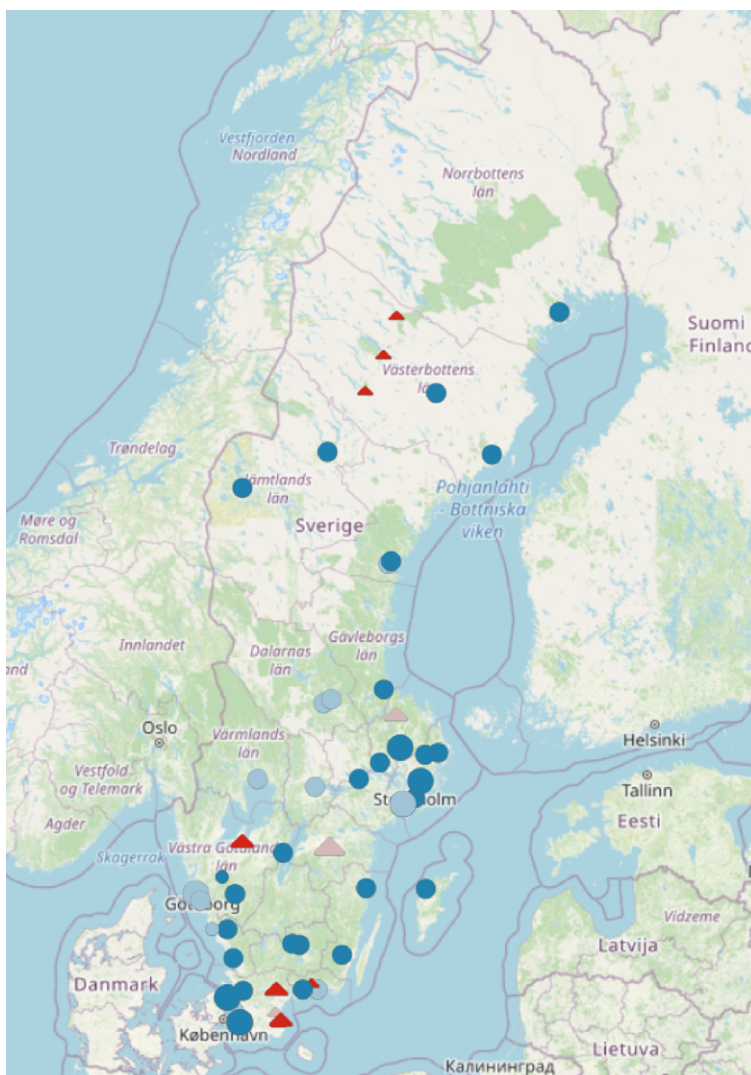 Vestfjorden
Nordland
Norrbottens
län
Suomi
Finland
Västerbottens
Trøndelag
Jämtlands
län
Pohjanlahti
- Bottniska
viken
Møre og
Romsdal
Sverige
Innlandet
Gävleborgs
län
Dalarnas
län
Oslo
Värmlands
län
Helsinki
Vestfold
og Telemark
Tallinn
Agder
Eesti
Skagerrak
Västra Götaland
län
Vidzeme
Latvija
Danmark
København
Lietuva
Калининград